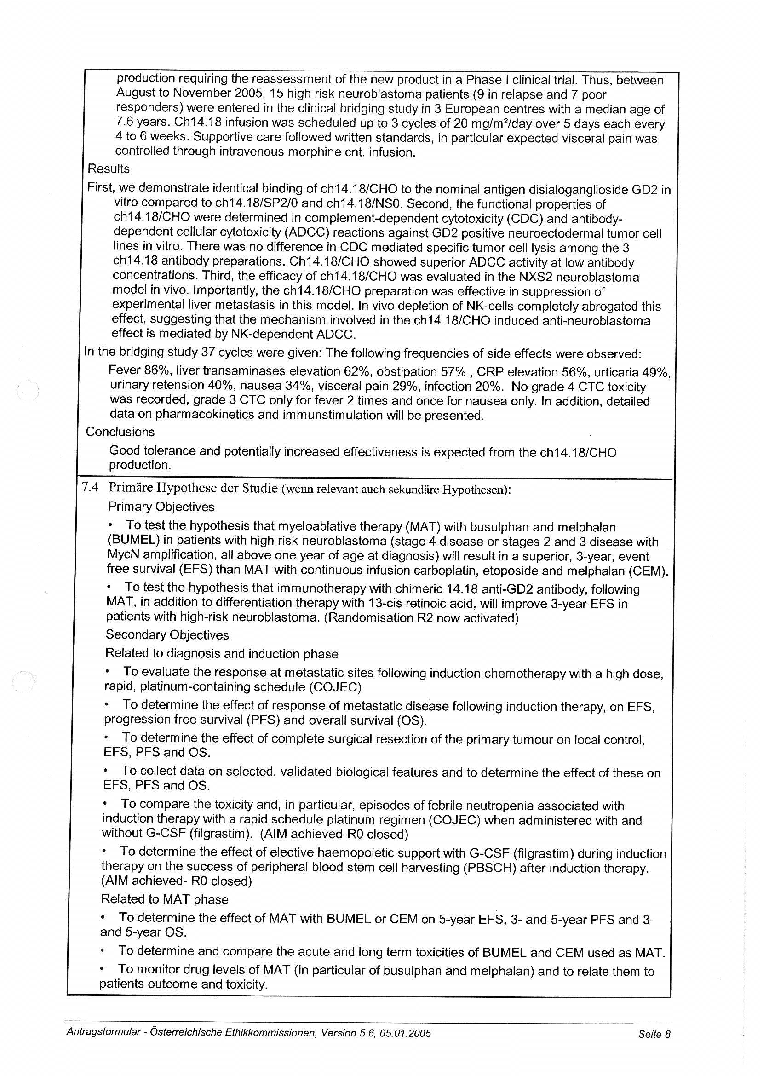 production requiring the reassessment of the new product in a Phase I clinical trial. Thus, between
August to November 2005, 15 high risk neuroblastoma patients (9 in relapse and 7 poor
responders) were entered in the clinical bridging study in 3 European centres with a median age of
7.6 years. Ch14.18 infusion was scheduled up to 3 cycles of 20 mg/m²/day over 5 days each every
4 to 6 weeks. Supportive care followed written standards, in particular expected visceral pain was
controlled through intravenous morphine cnt. infusion.
Results
First, we demonstrate identical binding of ch14.18/CHO to the nominal antigen disialoganglioside GD2 in
vitro compared to ch14.18/SP2/0 and ch14.18/NS0. Second, the functional properties of
ch14.18/CHO were determined in complement-dependent cytotoxicity (CDC) and antibody-
dependent cellular cytotoxicity (ADCC) reactions against GD2 positive neuroectodermal tumor cell
lines in vitro. There was no difference in CDC mediated specific tumor cell lysis among the 3
ch14.18 antibody preparations. Ch14.18/CHO showed superior ADCC activity at low antibody
concentrations. Third, the efficacy of ch14.18/CHO was evaluated in the NXS2 neuroblastoma
model in vivo. Importantly, the ch14.18/CHO preparation was effective in suppression of
experimental liver metastasis in this model. In vivo depletion of NK-cells completely abrogated this
effect, suggesting that the mechanism involved in the ch14.18/CHO induced anti-neuroblastoma
effect is mediated by NK-dependent ADCC.
In the bridging study 37 cycles were given: The following frequencies of side effects were observed:
Fever 86%, liver transaminases elevation 62%, obstipation 57% , CRP elevation 56%, urticaria 49%,
urinary retension 40%, nausea 34%, visceral pain 29%, infection 20%. No grade 4 CTC toxicity
was recorded, grade 3 CTC only for fever 2 times and once for nausea only. In addition, detailed
data on pharmacokinetics and immunstimulation will be presented.
Conclusions
Good tolerance and potentially increased effectiveness is expected from the ch14.18/CHO
production.
7.4 Primäre Hypothese der Studie (wenn relevant auch sekundäre Hypothesen):
Primary Objectives
• To test the hypothesis that myeloablative therapy (MAT) with busulphan and melphalan
(BUMEL) in patients with high risk neuroblastoma (stage 4 disease or stages 2 and 3 disease with
MycN amplification, all above one year of age at diagnosis) will result in a superior, 3-year, event
free survival (EFS) than MAT with continuous infusion carboplatin, etoposide and melphalan (CEM).
• To test the hypothesis that immunotherapy with chimeric 14.18 anti-GD2 antibody, following
MAT, in addition to differentiation therapy with 13-cis retinoic acid, will improve 3-year EFS in
patients with high-risk neuroblastoma. (Randomisation R2 now activated)
Secondary Objectives
Related to diagnosis and induction phase
• To evaluate the response at metastatic sites following induction chemotherapy with a high dose,
rapid, platinum-containing schedule (COJEC)
• To determine the effect of response of metastatic disease following induction therapy, on EFS,
progression free survival (PFS) and overall survival (OS).
• To determine the effect of complete surgical resection of the primary tumour on local control,
EFS, PFS and OS.
• To collect data on selected, validated biological features and to determine the effect of these on
EFS, PFS and OS.
• To compare the toxicity and, in particular, episodes of febrile neutropenia associated with
induction therapy with a rapid schedule platinum regimen (COJEC) when administered with and
without G-CSF (filgrastim). (AIM achieved R0 closed)
• To determine the effect of elective haemopoietic support with G-CSF (filgrastim) during induction
therapy on the success of peripheral blood stem cell harvesting (PBSCH) after induction therapy.
(AIM achieved- R0 closed)
Related to MAT phase
• To determine the effect of MAT with BUMEL or CEM on 5-year EFS, 3- and 5-year PFS and 3
and 5-year OS.
• To determine and compare the acute and long term toxicities of BUMEL and CEM used as MAT.
• To monitor drug levels of MAT (in particular of busulphan and melphalan) and to relate them to
patients outcome and toxicity.
Antragsformular - Österreichische Ethikkommissionen, Version 5.6, 05.01.2005 Seite 8